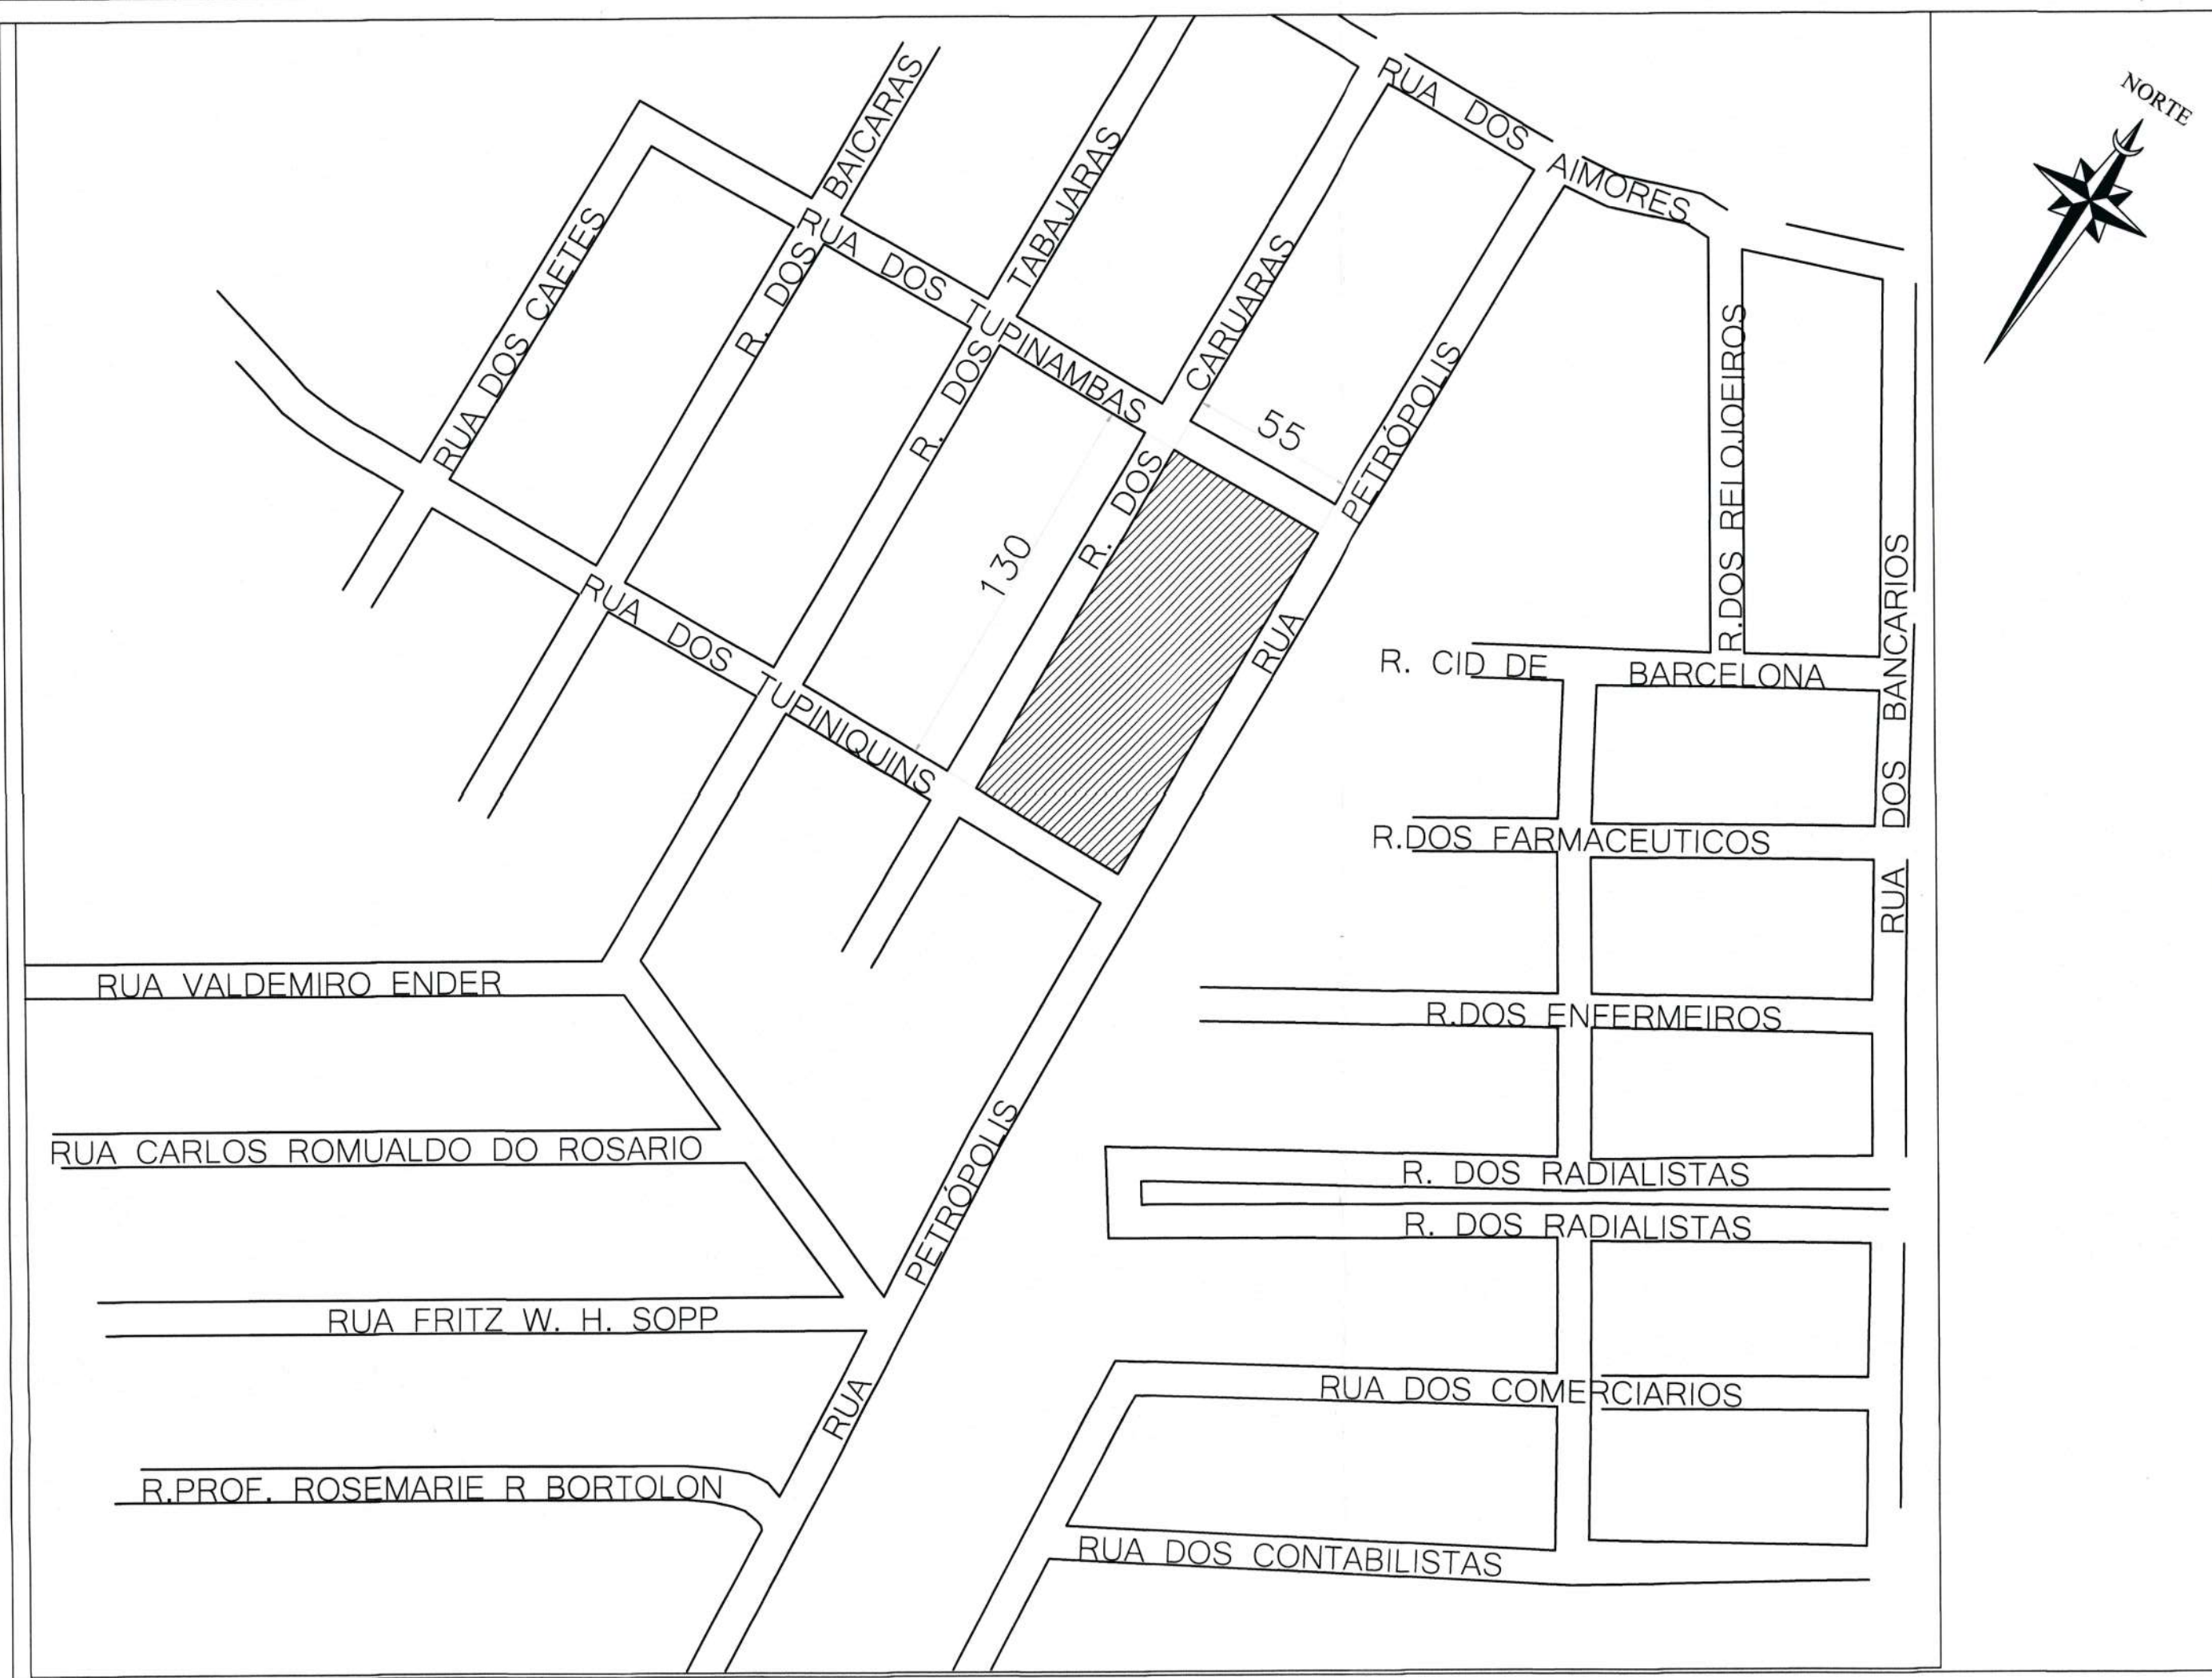 NORTE
RUA DOS AIMORES
R. DOS BAICARAS
R. DOS TABAJARAS
RUA DOS CAETES
RUA DOS TUPINAMBAS
R. DOS CARUARAS
55
RUA PETRÓPOLIS
R.DOS RELOJOEIROS
130
RUA DOS BANCARIOS
RUA DOS TUPINIQUINS
R. CID DE BARCELONA
R.DOS FARMACEUTICOS
RUA VALDEMIRO ENDER
R.DOS ENFERMEIROS
RUA CARLOS ROMUALDO DO ROSARIO
R. DOS RADIALISTAS
R. DOS RADIALISTAS
RUA PETRÓPOLIS
RUA FRITZ W. H. SOPP
RUA DOS COMERCIARIOS
R.PROF. ROSEMARIE R BORTOLON
RUA DOS CONTABILISTAS